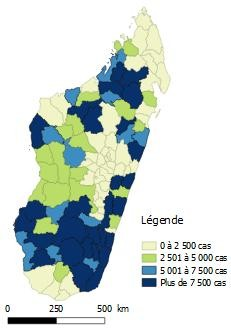 Légende
0 à 2 500 cas
2 501 à 5 000 cas
5 001 à 7 500 cas
Plus de 7 500 cas
0 250 500 km